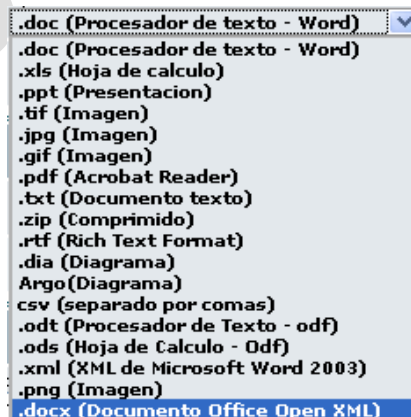 .doc (Procesador de texto - Word)
.doc (Procesador de texto - Word)
.xls (Hoja de calculo)
.ppt (Presentacion)
.tif (Imagen)
.jpg (Imagen)
.gif (Imagen)
.pdf (Acrobat Reader)
.txt (Documento texto)
.zip (Comprimido)
.rtf (Rich Text Format)
.dia (Diagrama)
Argo(Diagrama)
csv (separado por comas)
.odt (Procesador de Texto - odf)
.ods (Hoja de Calculo - Odf)
.xml (XML de Microsoft Word 2003)
.png (Imagen)
.docx (Documento Office Open XML)